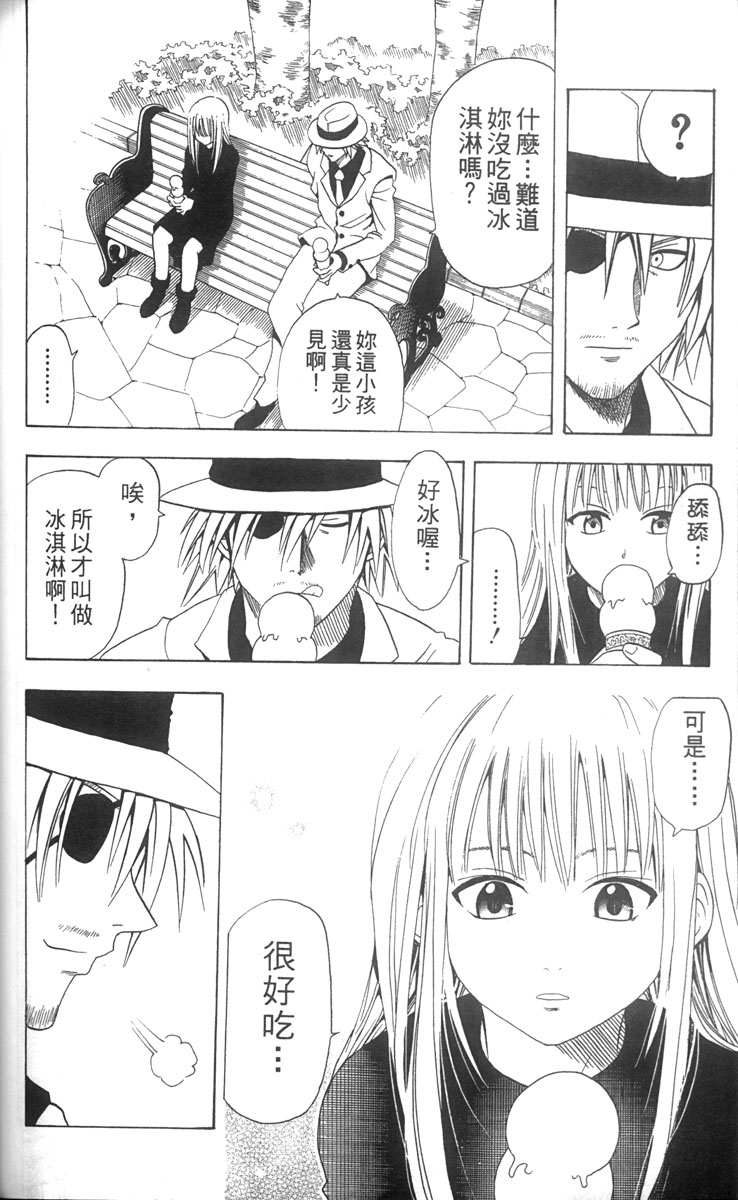 ？
什麼…難道
妳沒吃過冰
淇淋嗎？
妳這小孩
還真是少
見啊！
………
舔舔…
………！
好冰喔…
唉，
所以才叫做
冰淇淋啊！
可是……
很好吃…